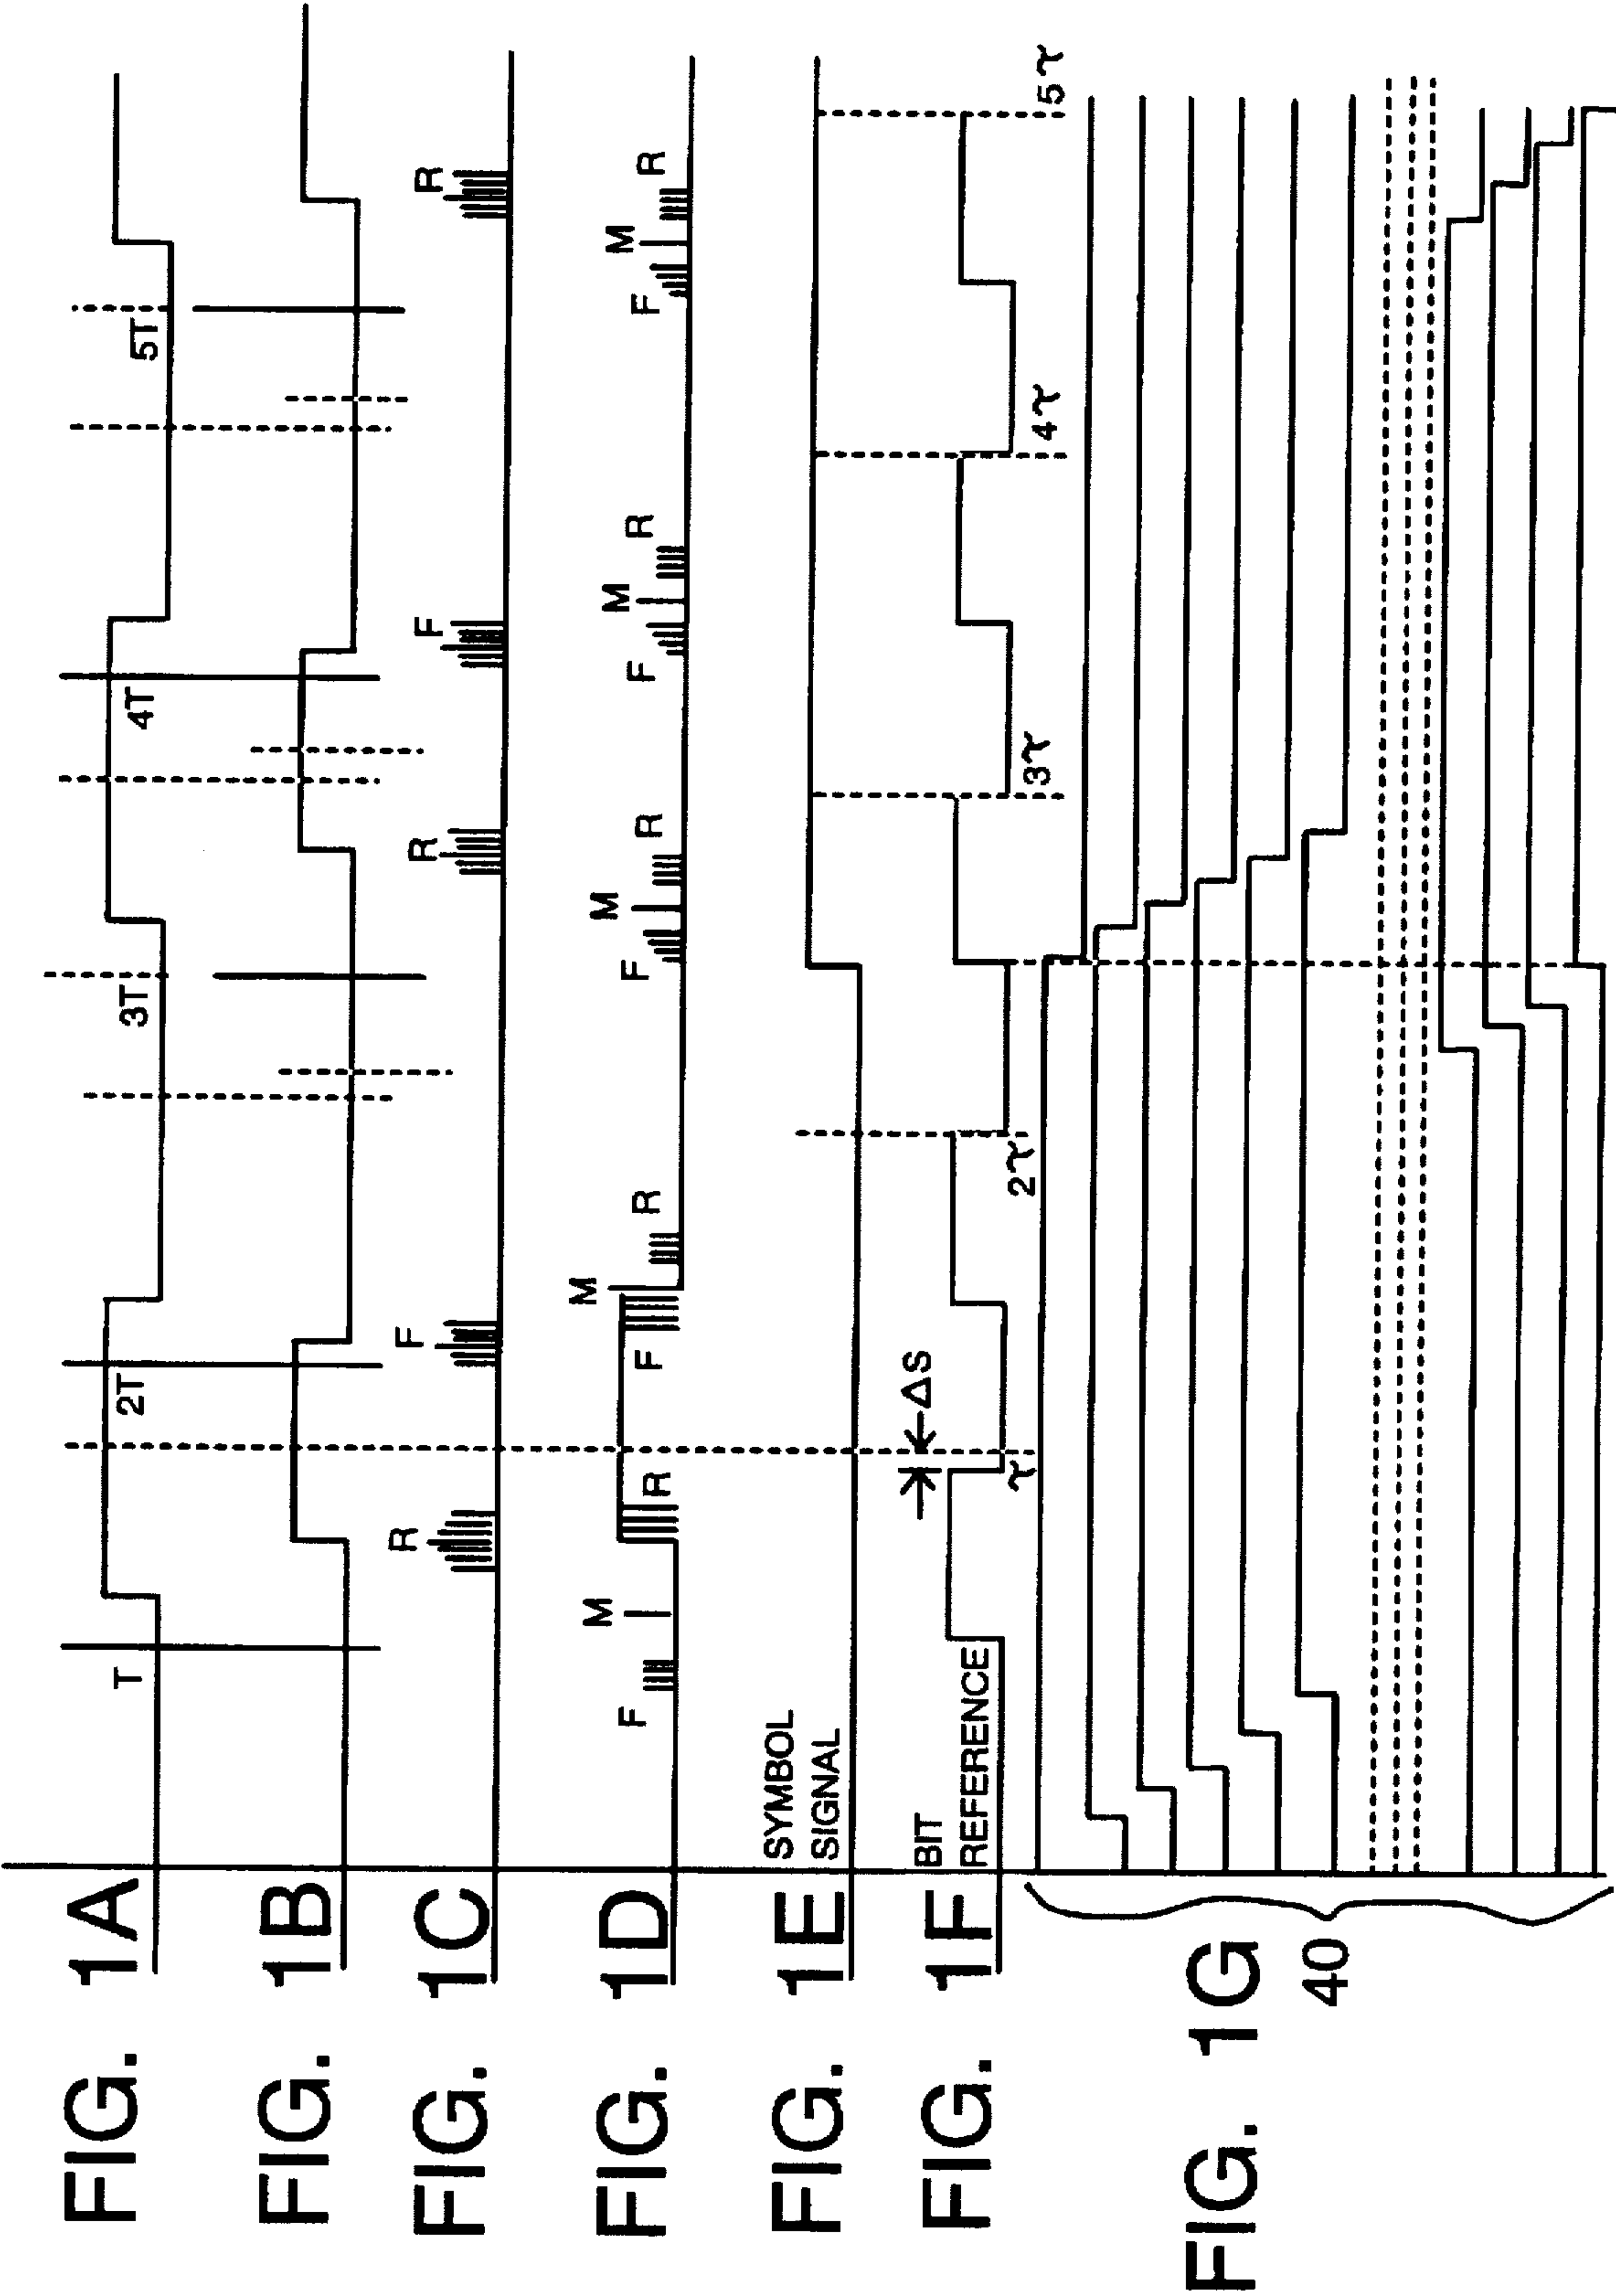 FIG. 1A
T
2T
3T
4T
5T
FIG. 1B
FIG. 1C
R
F
R
F
R
FIG. 1D
F
M
R
F
M
R
F
M
R
F
M
R
F
M
R
FIG. 1E
SYMBOL
SIGNAL
FIG. 1F
BIT
REFERENCE
ΔS
τ
2τ
3τ
4τ
5τ
FIG. 1G
40